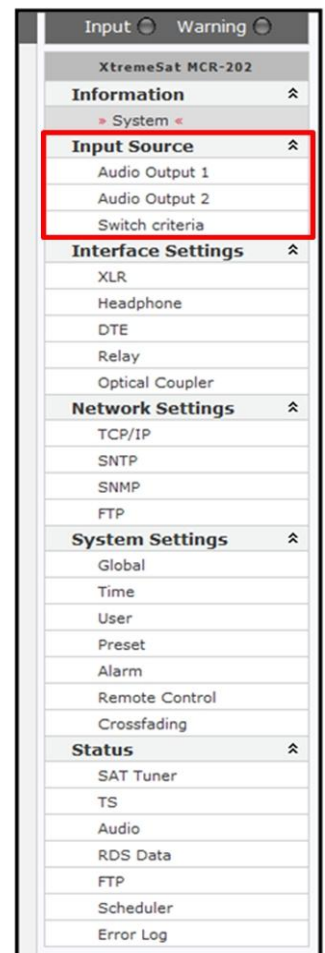 Input Warning
XtremeSat MCR-202
Information
» System «
Input Source
Audio Output 1
Audio Output 2
Switch criteria
Interface Settings
XLR
Headphone
DTE
Relay
Optical Coupler
Network Settings
TCP/IP
SNTP
SNMP
FTP
System Settings
Global
Time
User
Preset
Alarm
Remote Control
Crossfading
Status
SAT Tuner
TS
Audio
RDS Data
FTP
Scheduler
Error Log